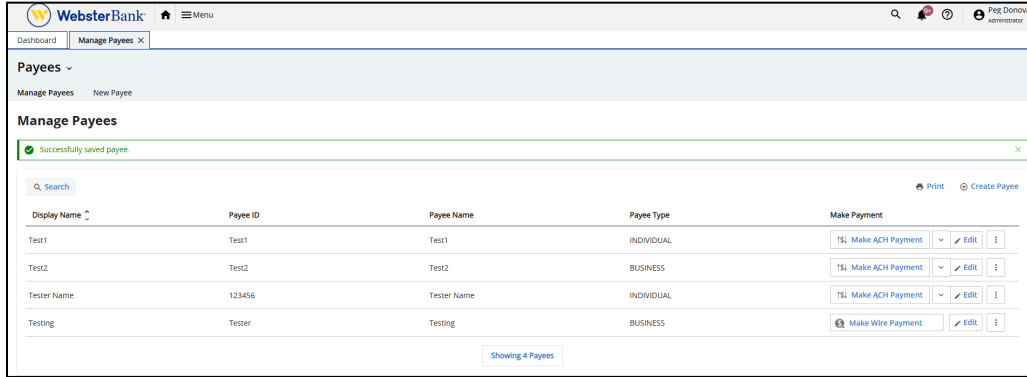 WebsterBank Menu 9+ Peg Donova
Administrator
Dashboard Manage Payees
Payees
Manage Payees New Payee
Manage Payees
Successfully saved payee.
Search Print Create Payee
Display Name Payee ID Payee Name Payee Type Make Payment
Test1 Test1 Test1 INDIVIDUAL Make ACH Payment Edit
Test2 Test2 Test2 BUSINESS Make ACH Payment Edit
Tester Name 123456 Tester Name INDIVIDUAL Make ACH Payment Edit
Testing Tester Testing BUSINESS Make Wire Payment Edit
Showing 4 Payees